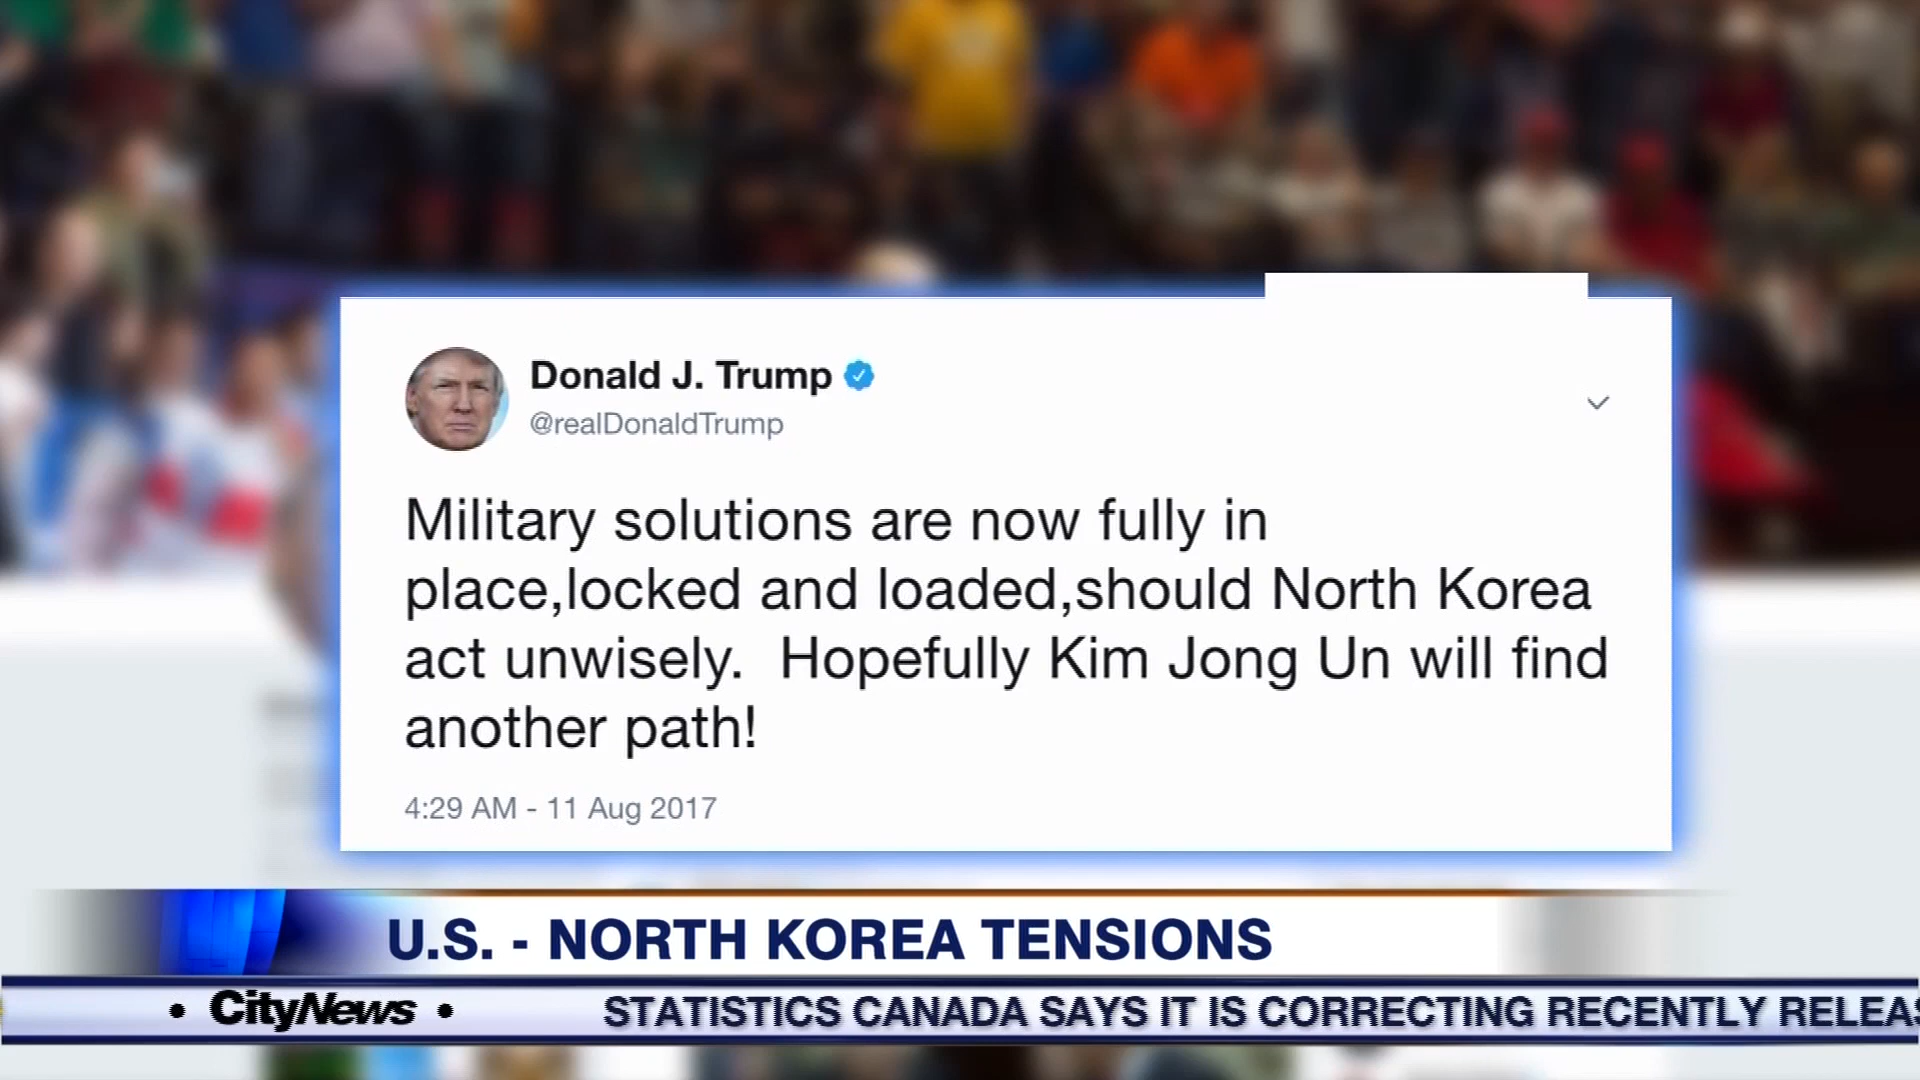 Donald J. Trump
@realDonaldTrump
Military solutions are now fully in
place,locked and loaded,should North Korea
act unwisely.  Hopefully Kim Jong Un will find
another path!
4:29 AM - 11 Aug 2017
U.S. - NORTH KOREA TENSIONS
• CityNews • STATISTICS CANADA SAYS IT IS CORRECTING RECENTLY